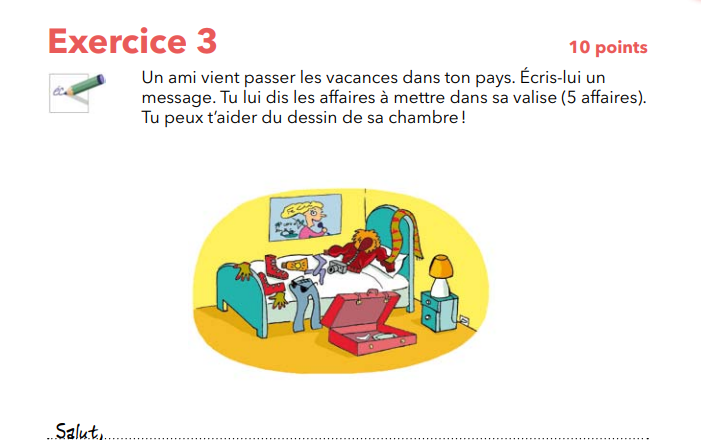 Exercice 3
10 points
Un ami vient passer les vacances dans ton pays. Écris-lui un
message. Tu lui dis les affaires à mettre dans sa valise (5 affaires).
Tu peux t’aider du dessin de sa chambre !
Salut,